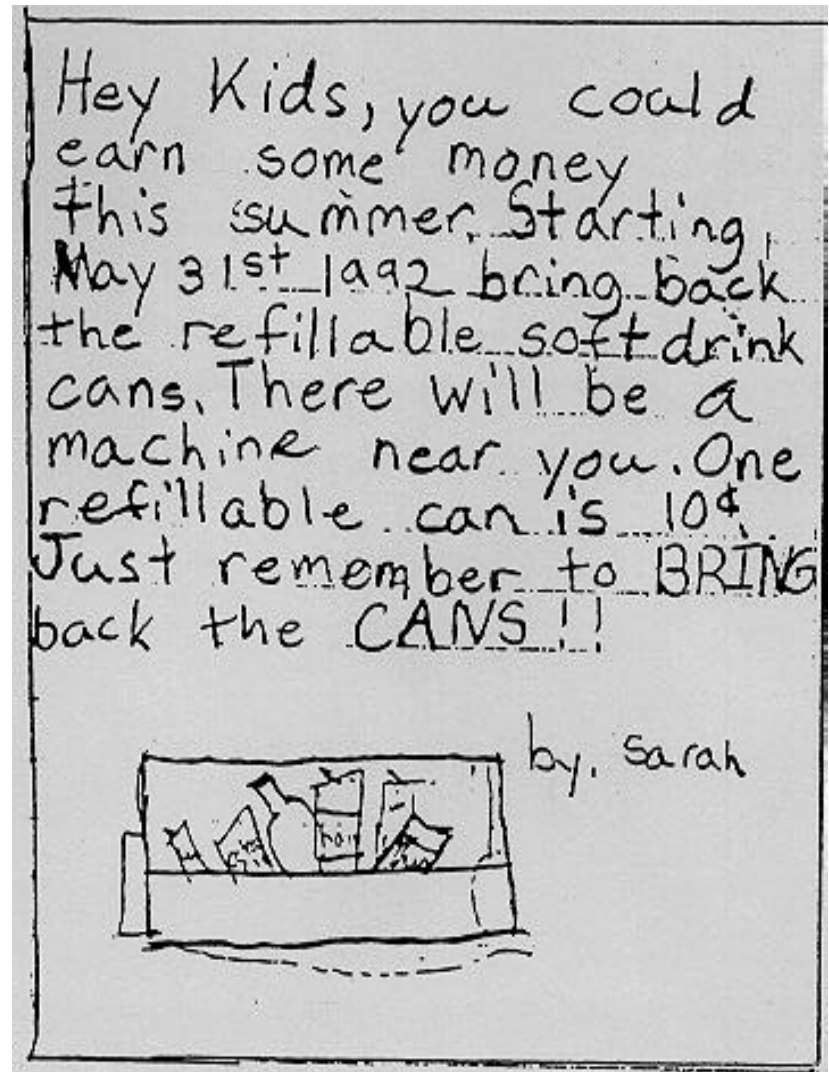 Hey Kids, you could
earn some money
this summer. Starting,
May 31st 1992 bring back
the refillable soft drink
cans. There will be a
machine near you. One
refillable can is 10¢
Just remember to BRING
back the CANS!!
by, Sarah